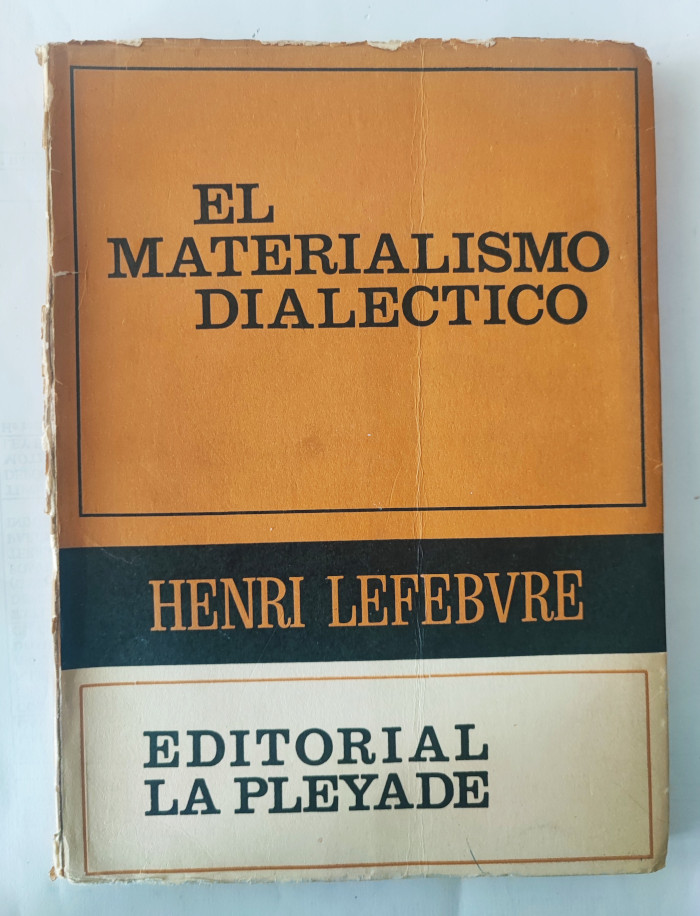 EL
MATERIALISMO
DIALECTICO
HENRI LEFEBVRE
EDITORIAL
LA PLEYADE